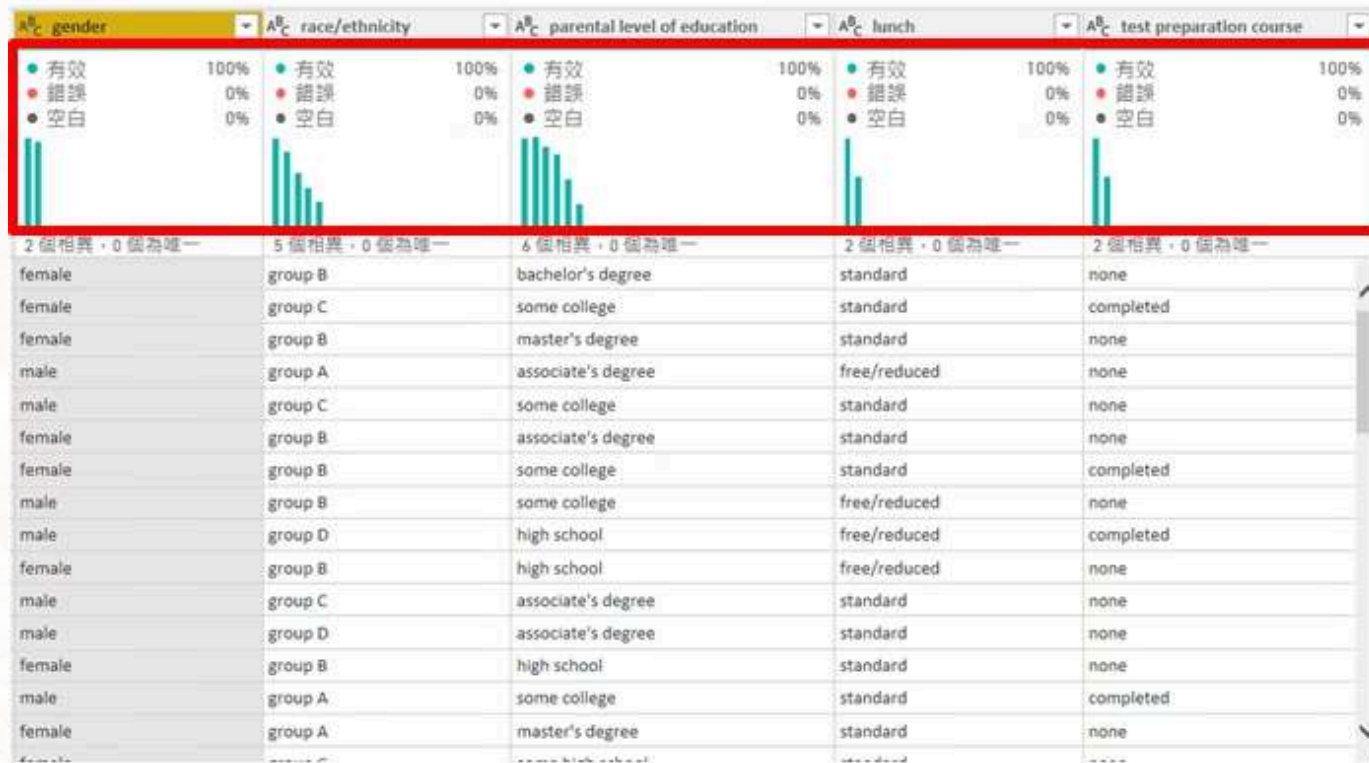 ABC gender ABC race/ethnicity ABC parental level of education ABC lunch ABC test preparation course
有效 100% 有效 100% 有效 100% 有效 100% 有效 100%
錯誤 0% 錯誤 0% 錯誤 0% 錯誤 0% 錯誤 0%
空白 0% 空白 0% 空白 0% 空白 0% 空白 0%
2 個相異，0 個為唯一 5 個相異，0 個為唯一 6 個相異，0 個為唯一 2 個相異，0 個為唯一 2 個相異，0 個為唯一
female group B bachelor's degree standard none
female group C some college standard completed
female group B master's degree standard none
male group A associate's degree free/reduced none
male group C some college standard none
female group B associate's degree standard none
female group B some college standard completed
male group B some college free/reduced none
male group D high school free/reduced completed
female group B high school free/reduced none
male group C associate's degree standard none
male group D associate's degree standard none
female group B high school standard none
male group A some college standard completed
female group A master's degree standard none